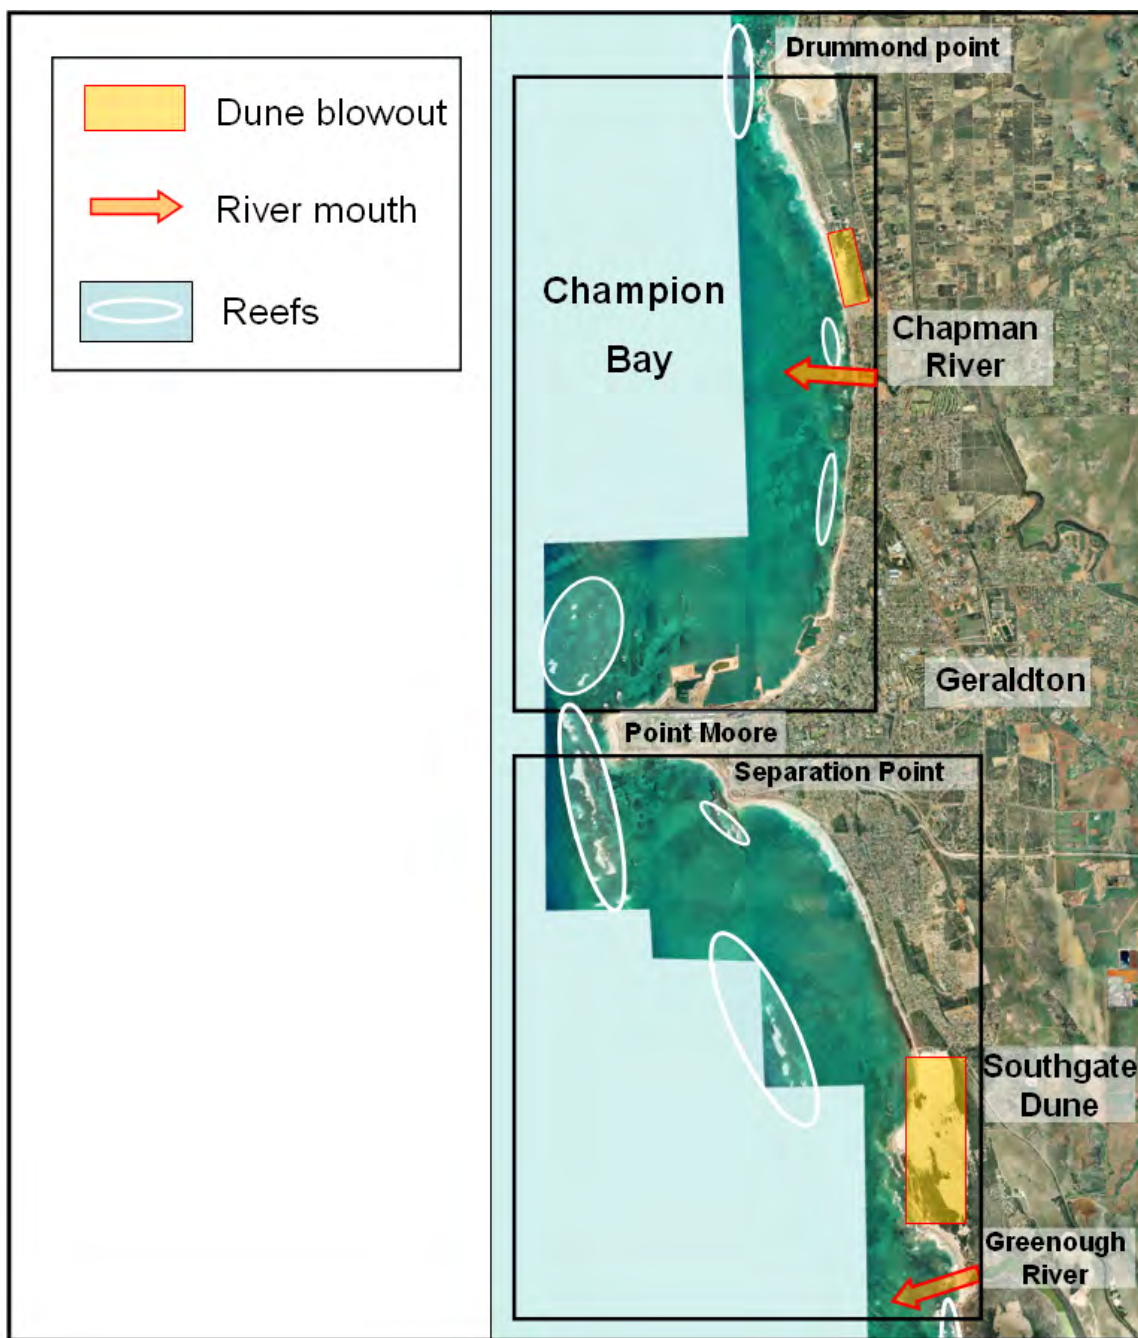 Dune blowout
River mouth
Reefs
Drummond point
Champion
Bay
Chapman
River
Geraldton
Point Moore
Separation Point
Southgate
Dune
Greenough
River